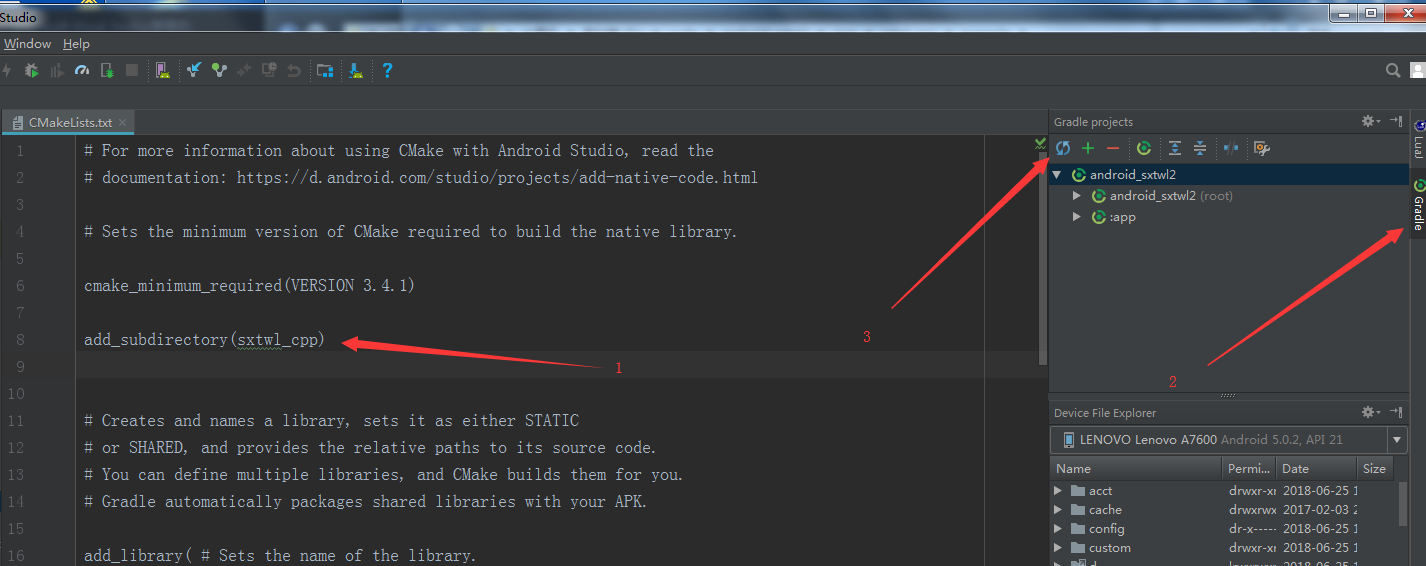 Studio
Window Help
CMakeLists.txt
1 # For more information about using CMake with Android Studio, read the
2 # documentation: https://d.android.com/studio/projects/add-native-code.html
3
4 # Sets the minimum version of CMake required to build the native library.
5
6 cmake_minimum_required(VERSION 3.4.1)
7
8 add_subdirectory(sxtwl_cpp)
9
10
11 # Creates and names a library, sets it as either STATIC
12 # or SHARED, and provides the relative paths to its source code.
13 # You can define multiple libraries, and CMake builds them for you.
14 # Gradle automatically packages shared libraries with your APK.
15
16 add_library( # Sets the name of the library.
1
Gradle projects
android_sxtwl2
android_sxtwl2 (root)
:app
3
2
LuaJ
Gradle
Device File Explorer
LENOVO Lenovo A7600 Android 5.0.2, API 21
Name Permi... Date Size
acct drwxr-xr 2018-06-25 1
cache drwxrwx 2017-02-03 2
config dr-x----- 2018-06-25 1
custom drwxr-xr 2018-06-25 1